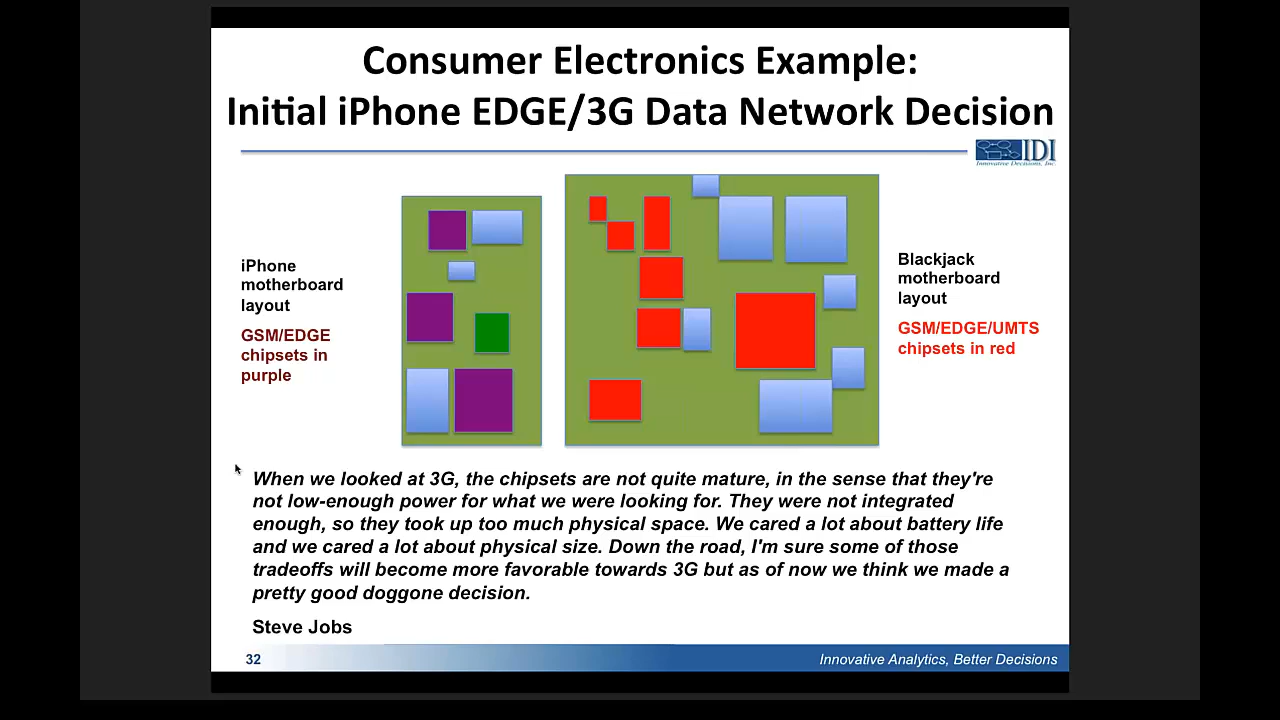 Consumer Electronics Example:
Initial iPhone EDGE/3G Data Network Decision
IDI
Innovative Decisions, Inc.
iPhone
motherboard
layout
GSM/EDGE
chipsets in
purple
Blackjack
motherboard
layout
GSM/EDGE/UMTS
chipsets in red
When we looked at 3G, the chipsets are not quite mature, in the sense that they're
not low-enough power for what we were looking for. They were not integrated
enough, so they took up too much physical space. We cared a lot about battery life
and we cared a lot about physical size. Down the road, I'm sure some of those
tradeoffs will become more favorable towards 3G but as of now we think we made a
pretty good doggone decision.
Steve Jobs
32
Innovative Analytics, Better Decisions